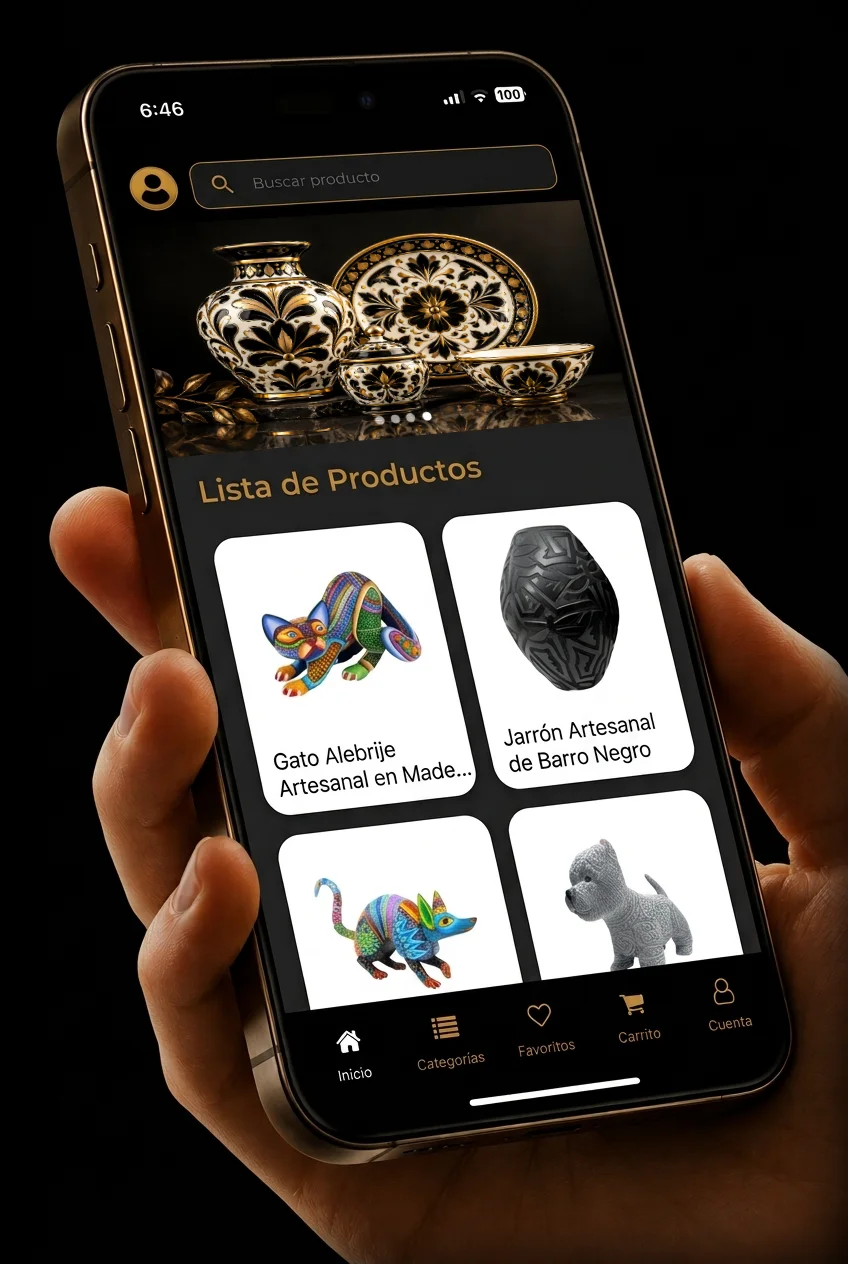 6:46
100
Buscar producto
Lista de Productos
Gato Alebrije
Artesanal en Made...
Jarrón Artesanal
de Barro Negro
Inicio
Categorías
Favoritos
Carrito
Cuenta